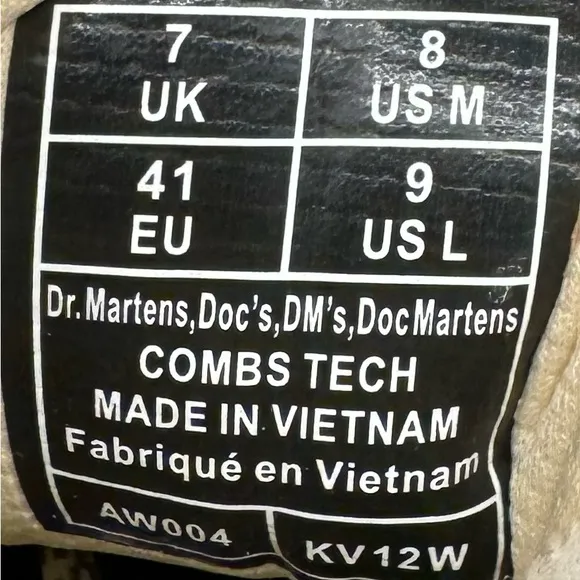 7
UK
8
US M
41
EU
9
US L
Dr. Martens,Doc's,DM's,DocMartens
COMBS TECH
MADE IN VIETNAM
Fabriqué en Vietnam
AW004
KV12W